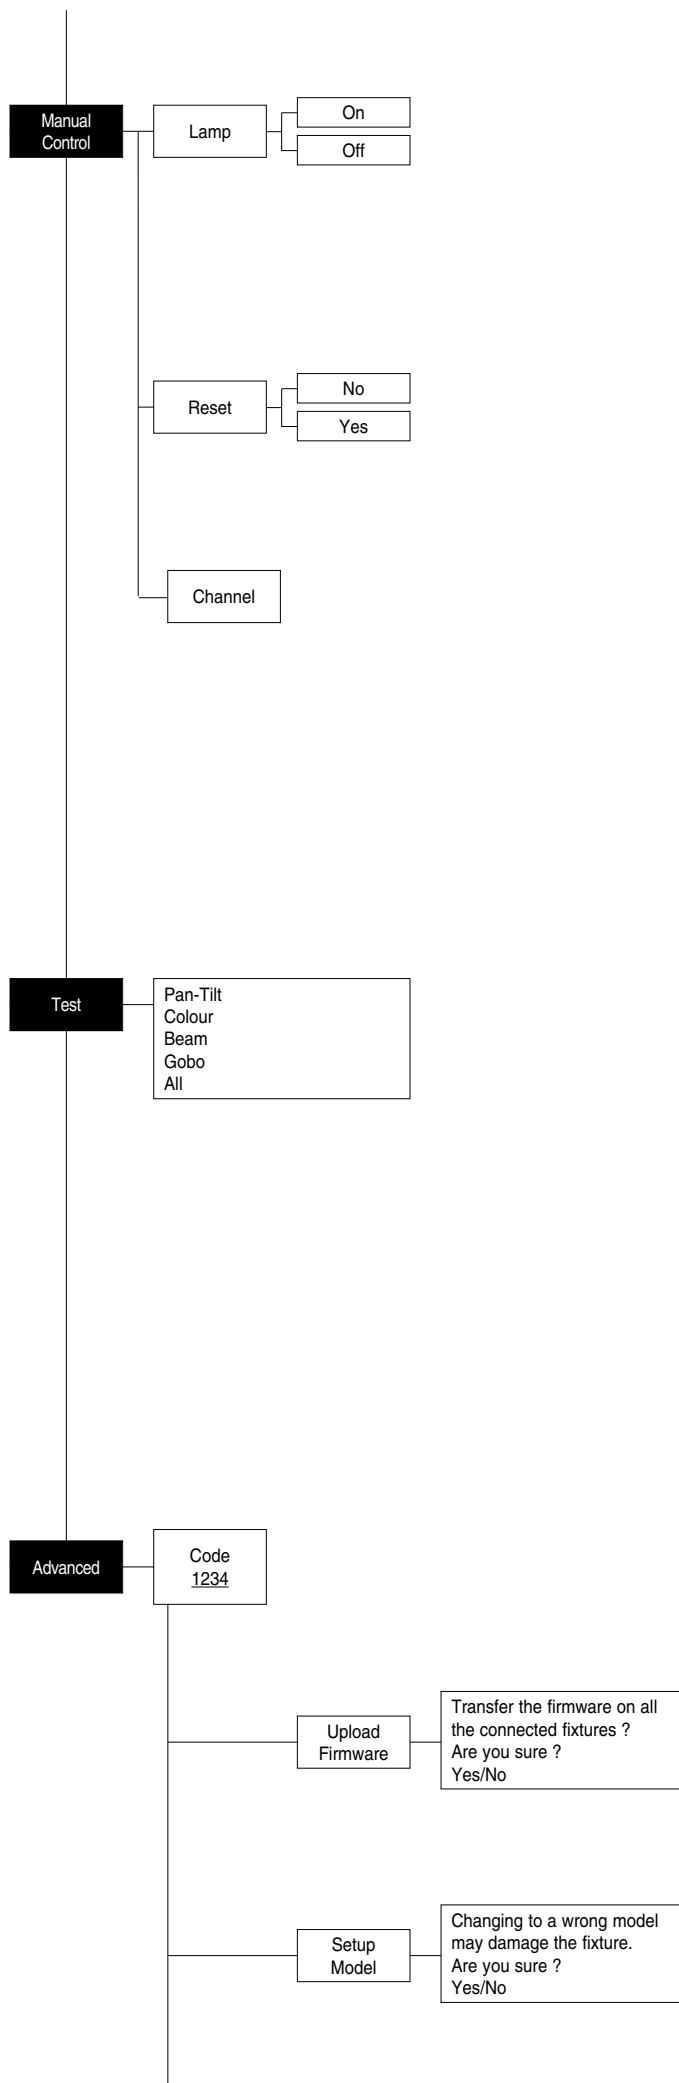 Manual
Control
Lamp
On
Off
Reset
No
Yes
Channel
Test
Pan-Tilt
Colour
Beam
Gobo
All
Advanced
Code
1234
Upload
Firmware
Transfer the firmware on all
the connected fixtures ?
Are you sure ?
Yes/No
Setup
Model
Changing to a wrong model
may damage the fixture.
Are you sure ?
Yes/No